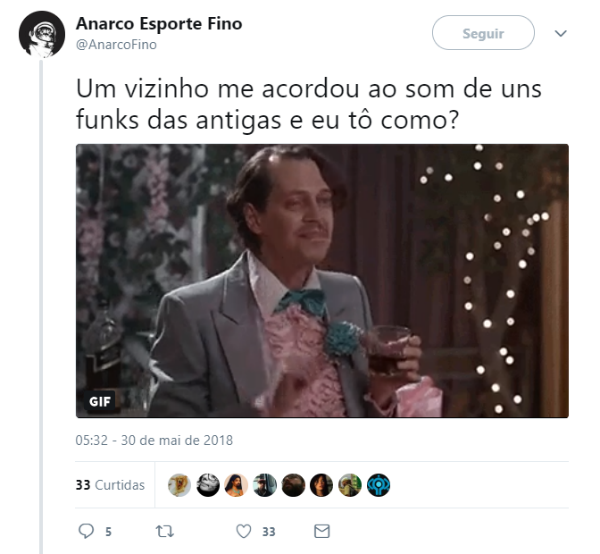 Anarco Esporte Fino
@AnarcoFino
Seguir
Um vizinho me acordou ao som de uns
funks das antigas e eu tô como?
GIF
05:32 - 30 de mai de 2018
33 Curtidas
5
33